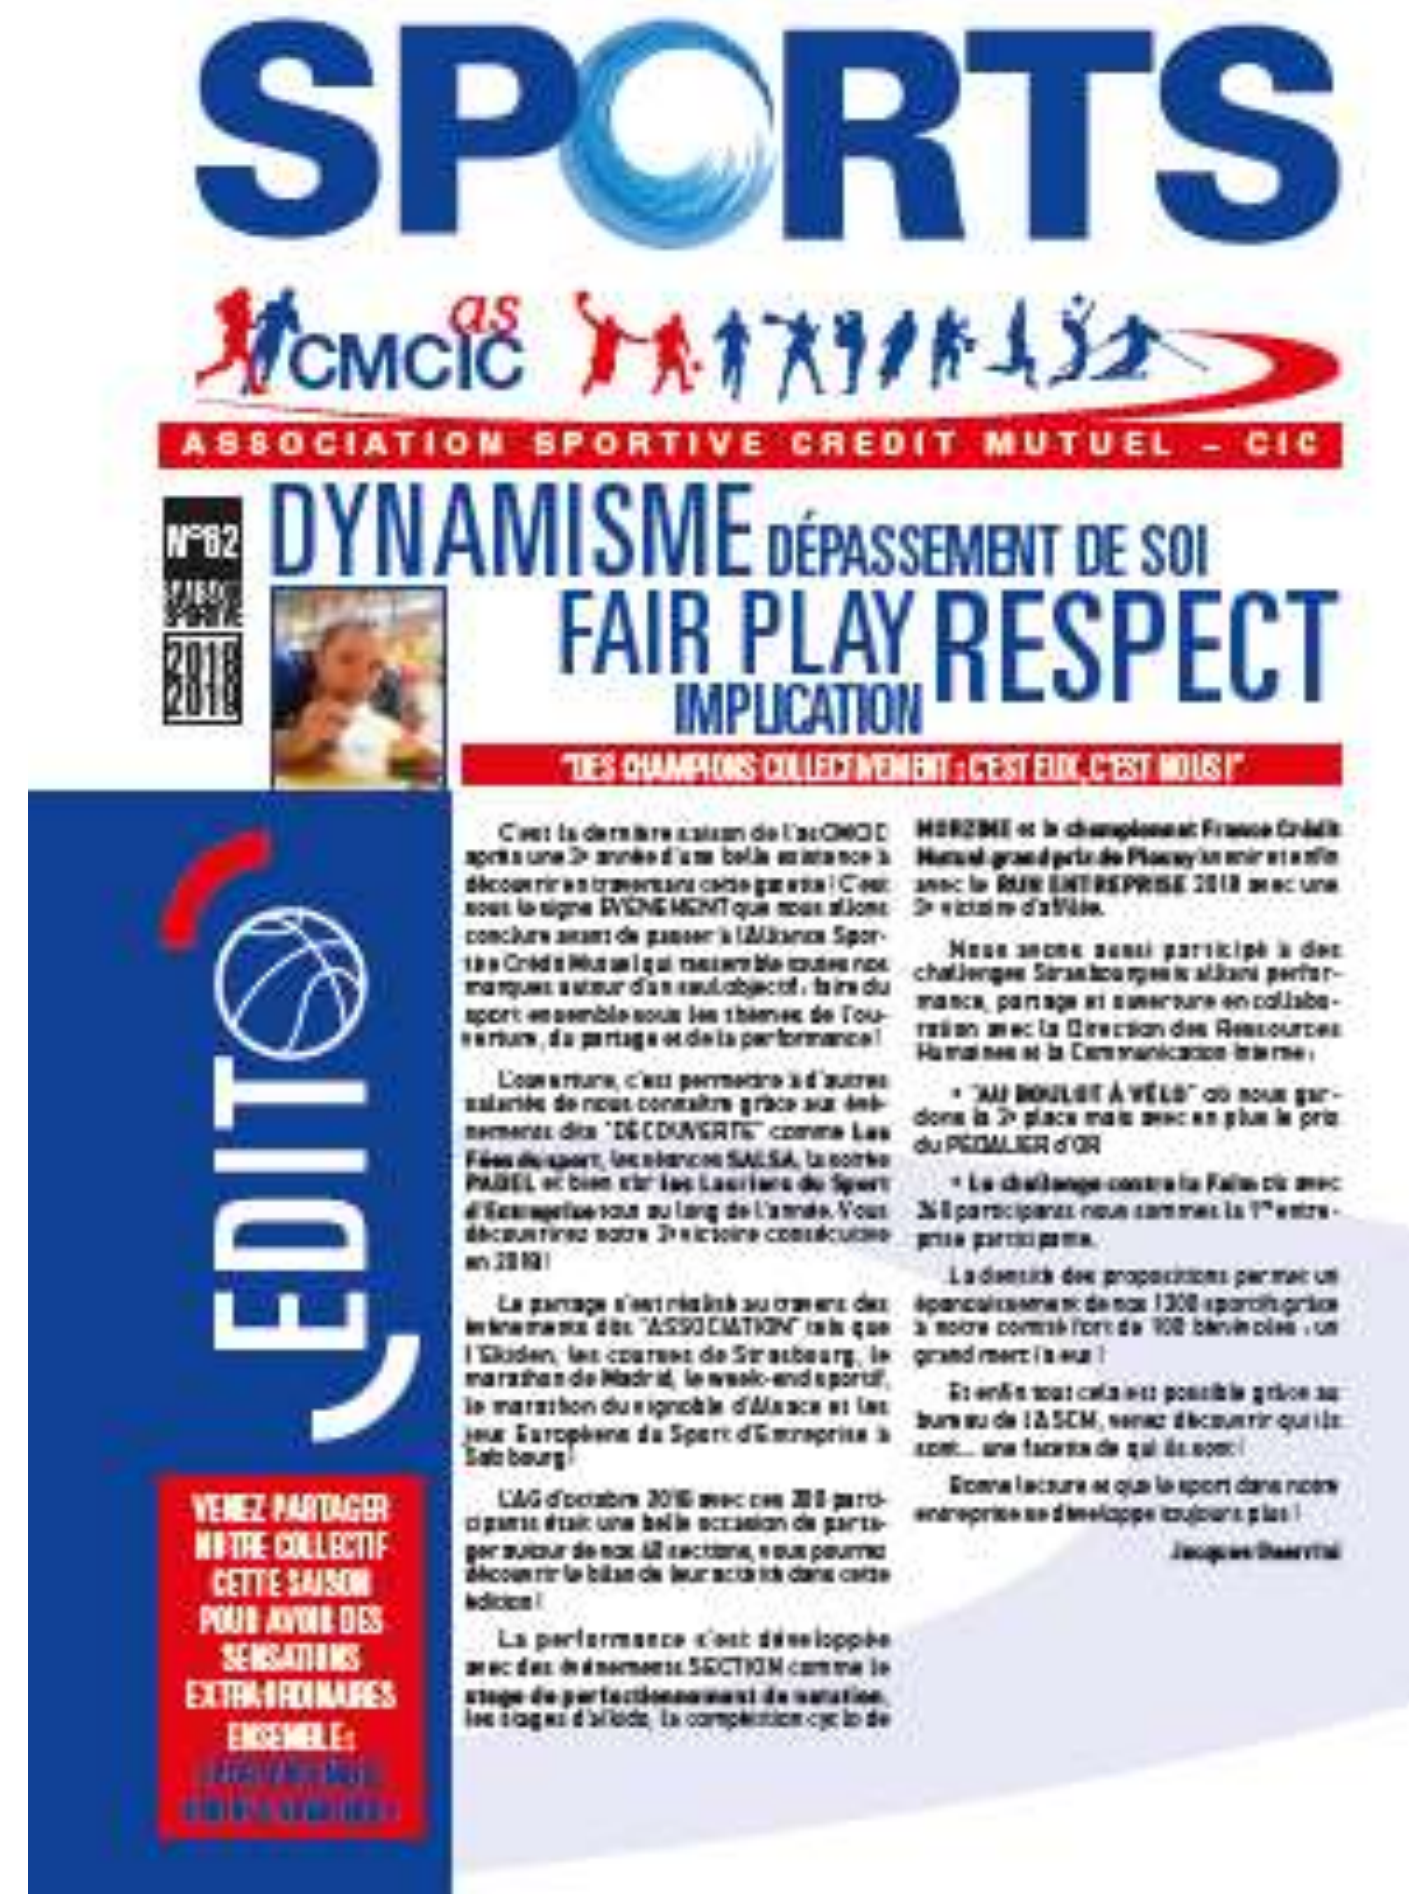 SPORTS
as
CMCIC
ASSOCIATION SPORTIVE CREDIT MUTUEL – CIC
N°62
SPORTIVE
2018
2019
DYNAMISME DÉPASSEMENT DE SOI
FAIR PLAY RESPECT
IMPLICATION
"DES CHAMPIONS COLLECTIVEMENT : C'EST EUX, C'EST NOUS !"
EDITO
VENEZ PARTAGER
NOTRE COLLECTIF
CETTE SAISON
POUR AVOIR DES
SENSATIONS
EXTRAORDINAIRES
ENSEMBLE :
C'est la dernière saison de l'asCMCIC
après une année d'une belle existence à
découvrir en traversant cette gazette ! C'est
sous le signe EVENEMENT que nous allons
conclure avant de passer à l'Alliance Spor-
tive Crédit Mutuel qui rassemble toutes nos
marques autour d'un seul objectif : faire du
sport ensemble sous les thèmes de l'ou-
verture, du partage et de la performance !
L'ouverture, c'est permettre à d'autres
salariés de nous connaître grâce aux évé-
nements dits "DÉCOUVERTE" comme Les
Fées du sport, les séances SALSA, la soirée
PADEL et bien sûr les Lauriers du Sport
d'Entreprise tout au long de l'année. Vous
découvrirez notre victoire consécutive
en 2018 !
Le partage s'est réalisé au travers des
évènements dits "ASSOCIATION" tels que
l'Ekiden, les courses de Strasbourg, le
marathon de Madrid, le week-end sportif,
le marathon du vignoble d'Alsace et les
jeux Européens du Sport d'Entreprise à
Salzbourg !
L'AG d'octobre avec ces parti-
cipants était une belle occasion de parta-
ger autour de nos sections, vous pourrez
découvrir le bilan de leur activité dans cette
édition !
La performance s'est développée
avec des événements SECTION comme le
stage de perfectionnement de natation,
les stages d'aïkido, la compétition cyclo de
MORZINE et le championnat France Crédit
Mutuel grand prix de Plouay et enfin
avec le RUN ENTREPRISE 2018 avec une
victoire d'affilée.
Nous avons aussi participé à des
challenges Strasbourgeois alliant perfor-
mance, partage et ouverture en collabo-
ration avec la Direction des Ressources
Humaines et la Communication Interne :
• "AU BOULOT À VÉLO" où nous gar-
dons la place mais avec en plus le prix
du PÉDALIER d'OR
• Le challenge contre la Faim où avec
participants nous sommes la 1re entre-
prise participante.
La densité des propositions permet un
épanouissement de nos 1300 sportifs grâce
à notre comité fort de 100 bénévoles : un
grand merci à eux !
Et enfin tout cela est possible grâce au
bureau de l'ASCM, venez découvrir qui ils
sont... une facette de qui ils sont !
Bonne lecture et que le sport dans notre
entreprise se développe toujours plus !
Jacques